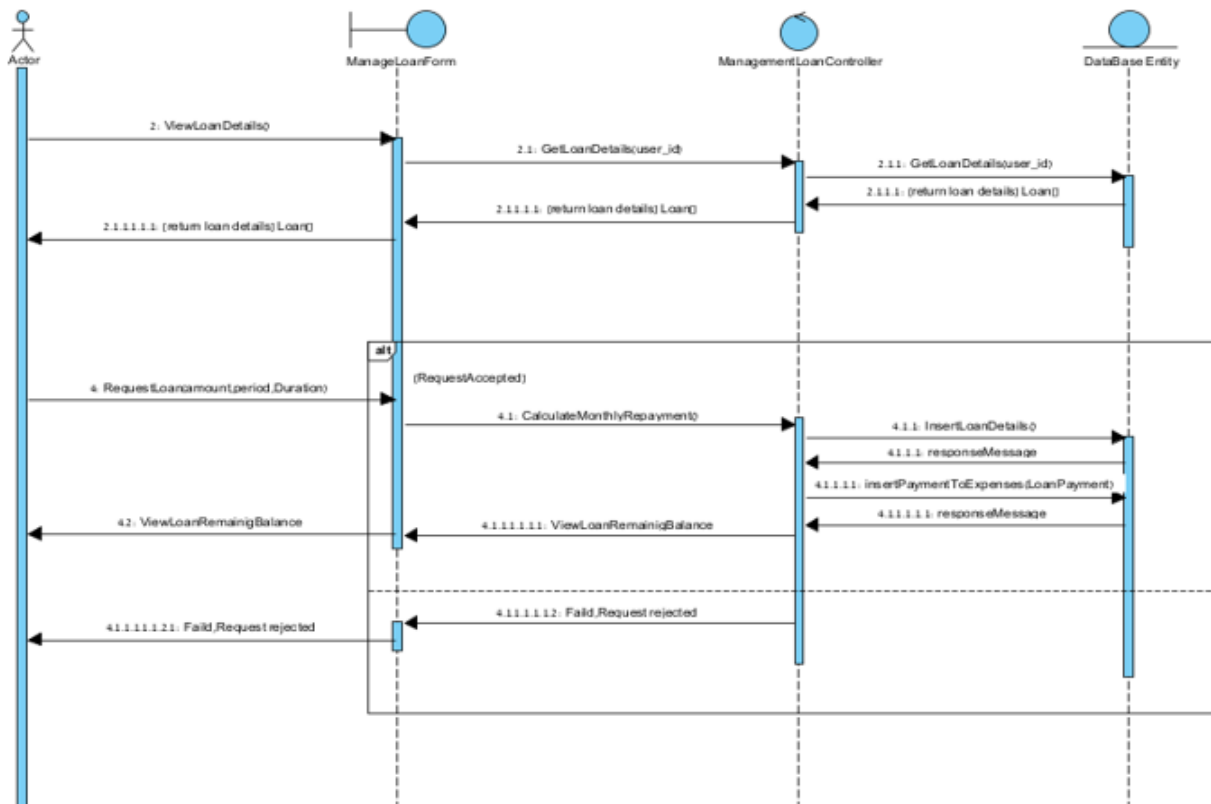 Actor
ManageLoanForm
ManagementLoanController
DataBase Entity
2: ViewLoanDetails()
2.1: GetLoanDetails(user_id)
2.1.1: GetLoanDetails(user_id)
2.1.1.1: (return loan details) Loan[]
2.1.1.1.1: (return loan details) Loan[]
2.1.1.1.1.1: (return loan details) Loan[]
alt
(RequestAccepted)
4: RequestLoan(amount,period,Duration)
4.1: CalculateMonthlyRepayment()
4.1.1: InsertLoanDetails()
4.1.1.1: responseMessage
4.1.1.1.1: insertPaymentToExpenses(LoanPayment)
4.1.1.1.1.1: responseMessage
4.2: ViewLoanRemainigBalance
4.1.1.1.1.1.1: ViewLoanRemainigBalance
4.1.1.1.1.1.2: Faild,Request rejected
4.1.1.1.1.1.2.1: Faild,Request rejected